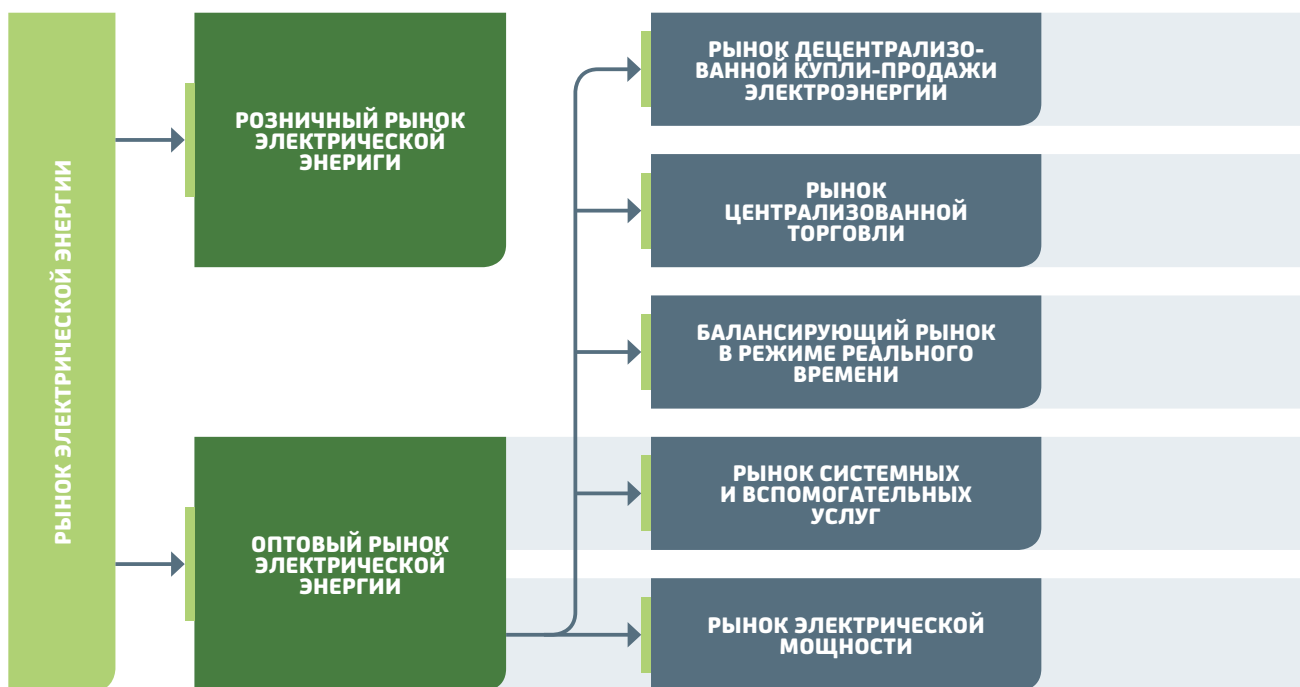 РЫНОК ЭЛЕКТРИЧЕСКОЙ ЭНЕРГИИ
РОЗНИЧНЫЙ РЫНОК
ЭЛЕКТРИЧЕСКОЙ
ЭНЕРИГИ
ОПТОВЫЙ РЫНОК
ЭЛЕКТРИЧЕСКОЙ
ЭНЕРГИИ
РЫНОК ДЕЦЕНТРАЛИЗО-
ВАННОЙ КУПЛИ-ПРОДАЖИ
ЭЛЕКТРОЭНЕРГИИ
РЫНОК
ЦЕНТРАЛИЗОВАННОЙ
ТОРГОВЛИ
БАЛАНСИРУЮЩИЙ РЫНОК
В РЕЖИМЕ РЕАЛЬНОГО
ВРЕМЕНИ
РЫНОК СИСТЕМНЫХ
И ВСПОМОГАТЕЛЬНЫХ
УСЛУГ
РЫНОК ЭЛЕКТРИЧЕСКОЙ
МОЩНОСТИ